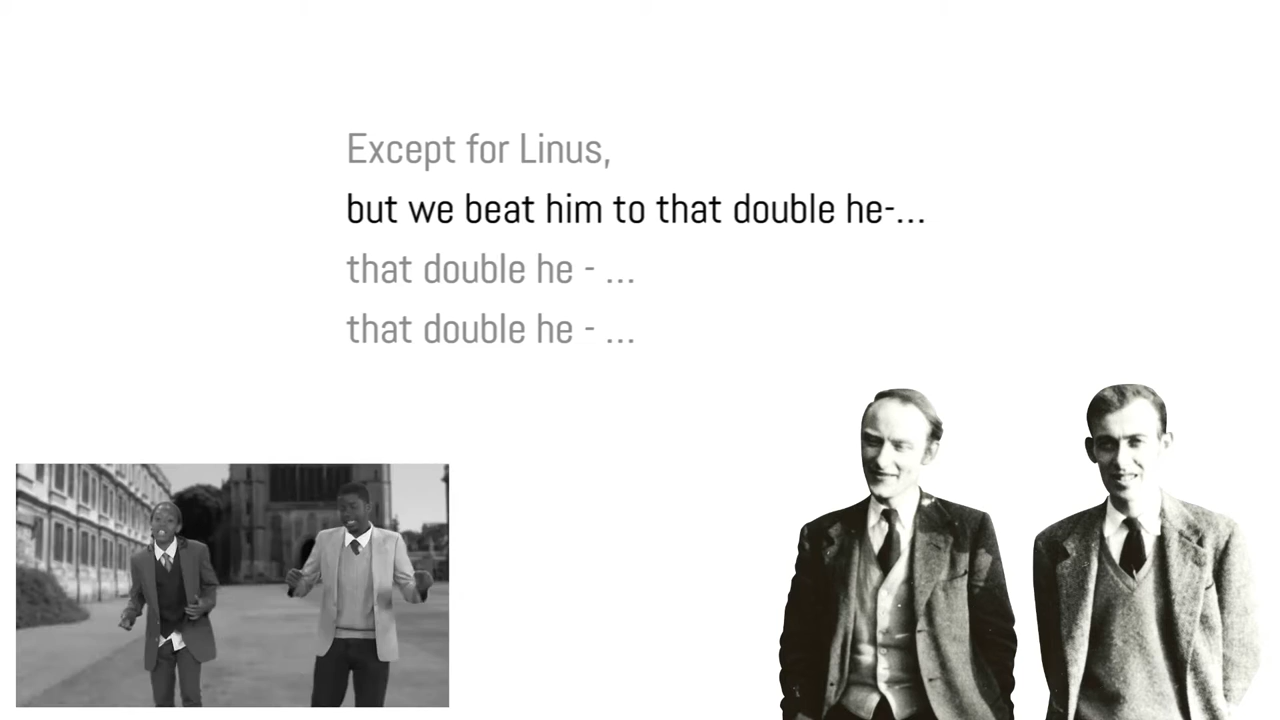 Except for Linus,
but we beat him to that double he-...
that double he - ...
that double he - ...